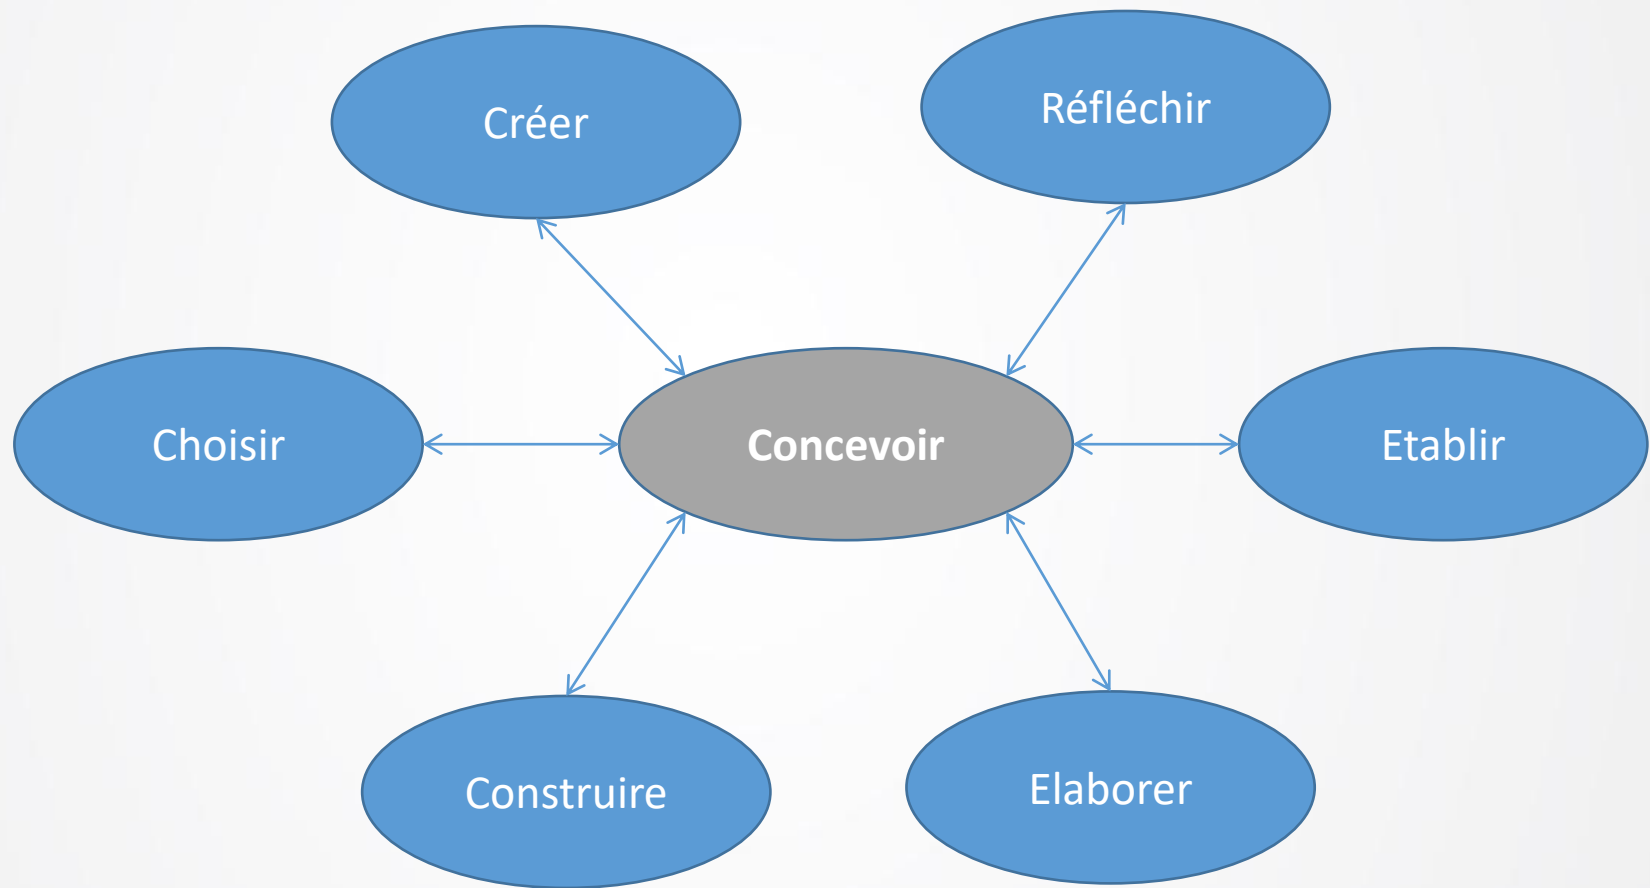 Créer
Réfléchir
Choisir
Concevoir
Etablir
Construire
Elaborer